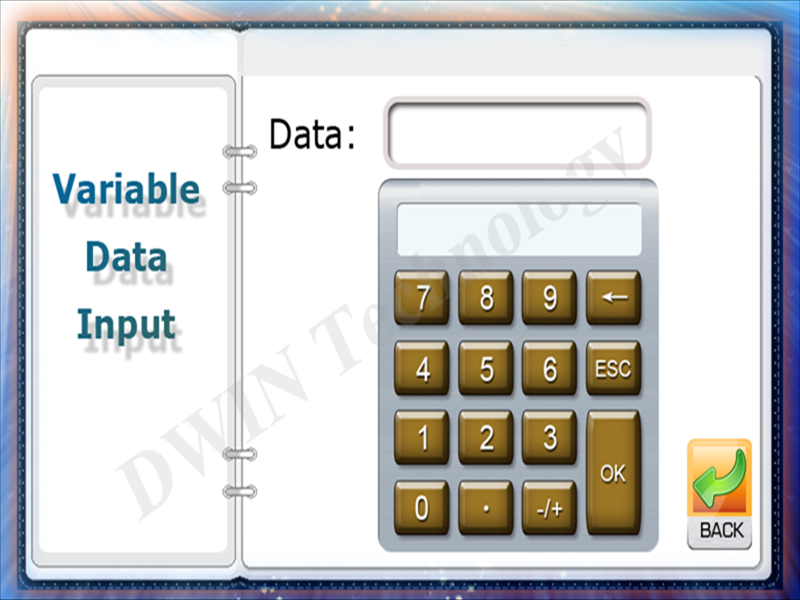 Variable
Data
Input
Data:
7 8 9 ←
4 5 6 ESC
1 2 3
OK
0 . -/+
BACK
DWIN Technology